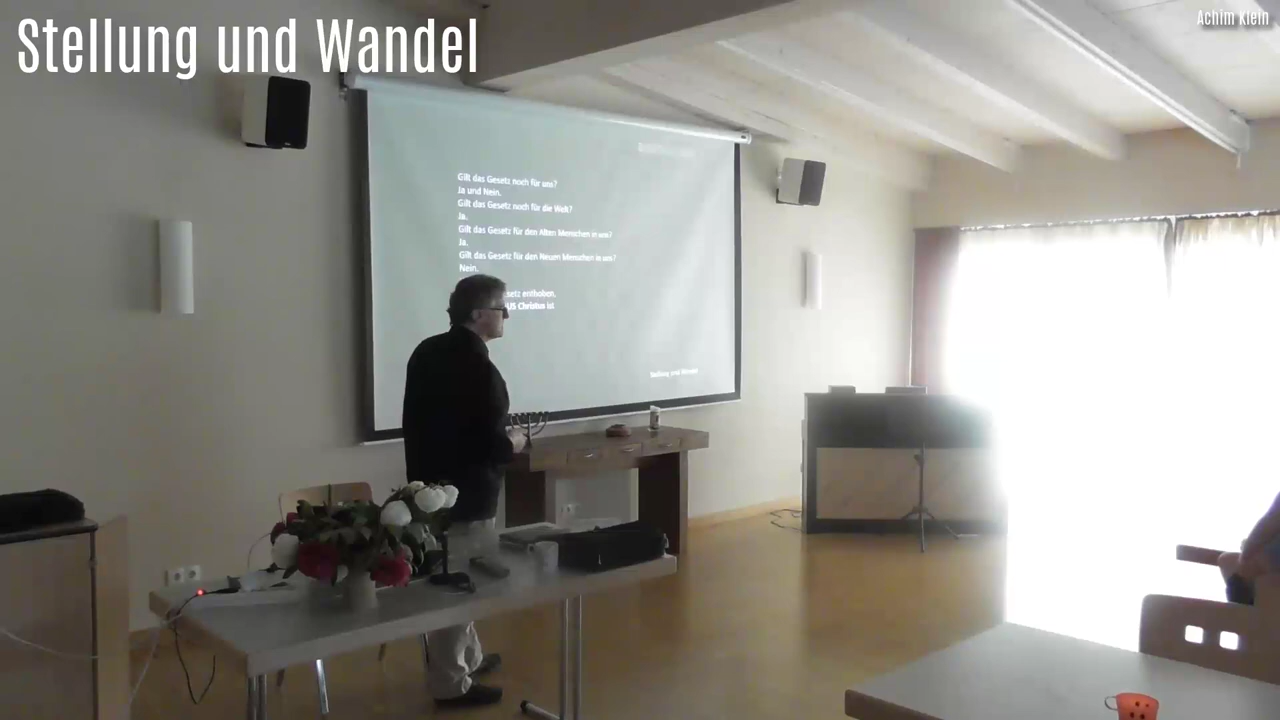 Stellung und Wandel
Achim Klein
Gilt das Gesetz noch für uns?
Ja und Nein.
Gilt das Gesetz noch für die Welt?
Ja.
Gilt das Gesetz für den Alten Menschen in uns?
Ja.
Gilt das Gesetz für den Neuen Menschen in uns?
Nein.
setz enthoben,
US Christus ist
Stellung und Wandel